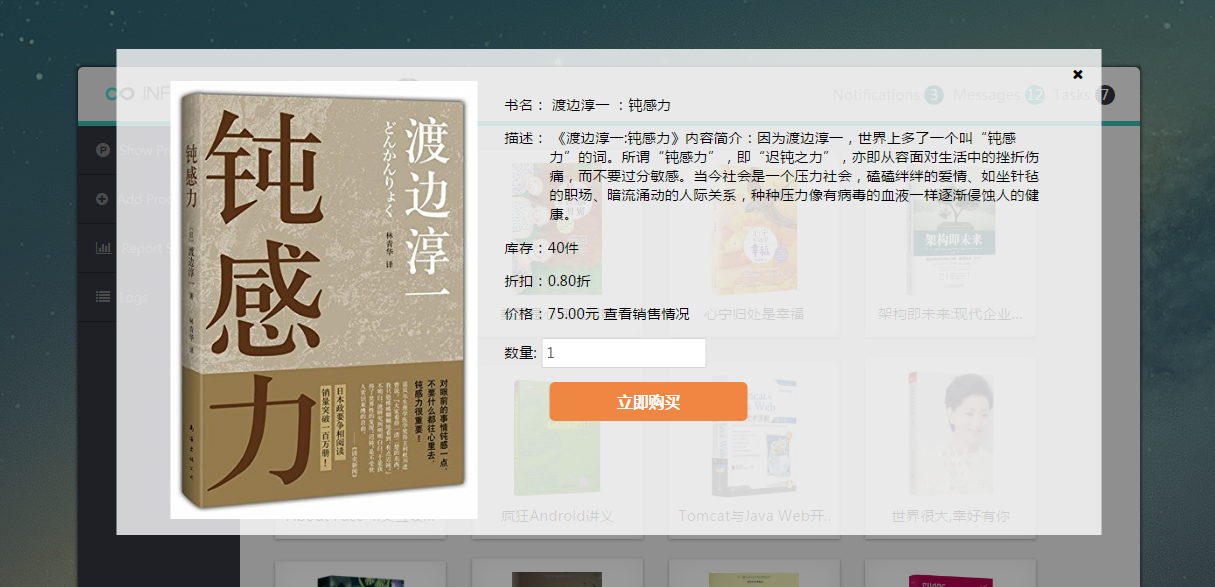 INF
Notifications 3 Messages 12 Tasks 7
Show Pr
Add Pro
Report S
Logs
钝感力
渡边淳一
どんかんりょく
林青华 译
钝感力
对眼前的事情钝感一点，
不要什么都往心里去，
钝感力很重要！
日本政要争相阅读
销量突破一百万册！
书名： 渡边淳一 ：钝感力
描述： 《渡边淳一:钝感力》内容简介：因为渡边淳一，世界上多了一个叫“钝感
力”的词。所谓“钝感力”，即“迟钝之力”，亦即从容面对生活中的挫折伤
痛，而不要过分敏感。当今社会是一个压力社会，磕磕绊绊的爱情、如坐针毡
的职场、暗流涌动的人际关系，种种压力像有病毒的血液一样逐渐侵蚀人的健
康。
库存：40件
折扣：0.80折
价格：75.00元 查看销售情况
数量: 1
立即购买
架构即未来
心宁归处是幸福
架构即未来:现代企业...
疯狂Android讲义
Tomcat与Java Web开..
世界很大,幸好有你